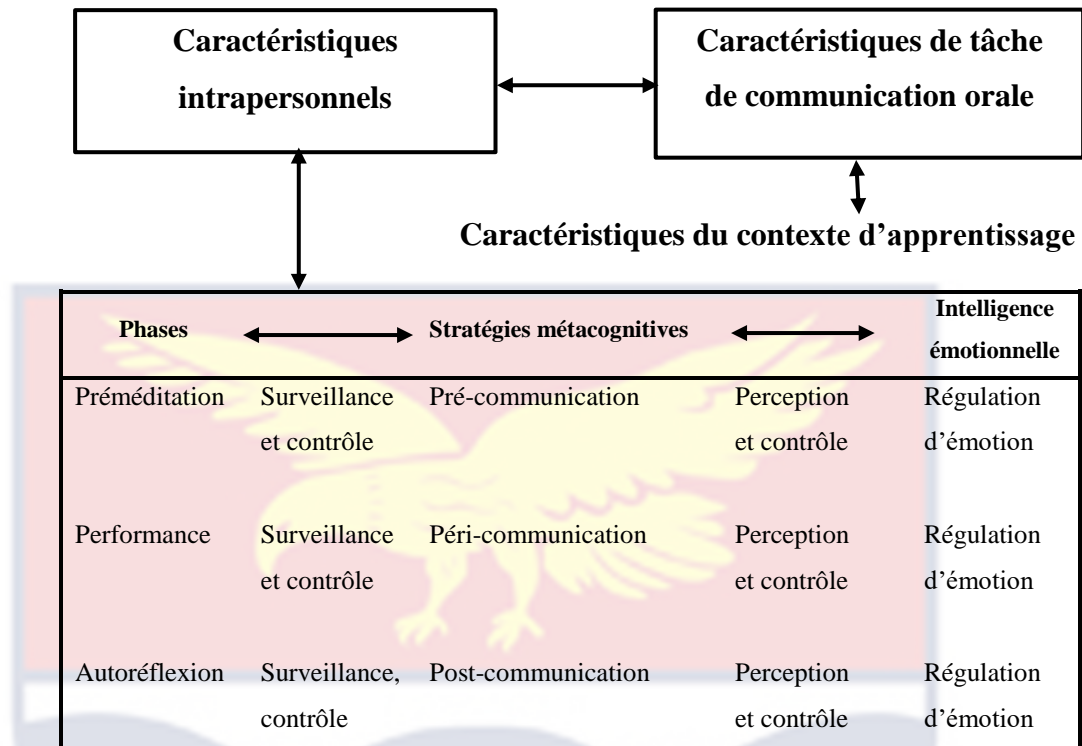 Caractéristiques
intrapersonnels
Caractéristiques de tâche
de communication orale
Caractéristiques du contexte d’apprentissage
Phases Stratégies métacognitives Intelligence
émotionnelle
Préméditation Surveillance Pré-communication Perception Régulation
et contrôle et contrôle d’émotion
Performance Surveillance Péri-communication Perception Régulation
et contrôle et contrôle d’émotion
Autoréflexion Surveillance, Post-communication Perception Régulation
contrôle et contrôle d’émotion